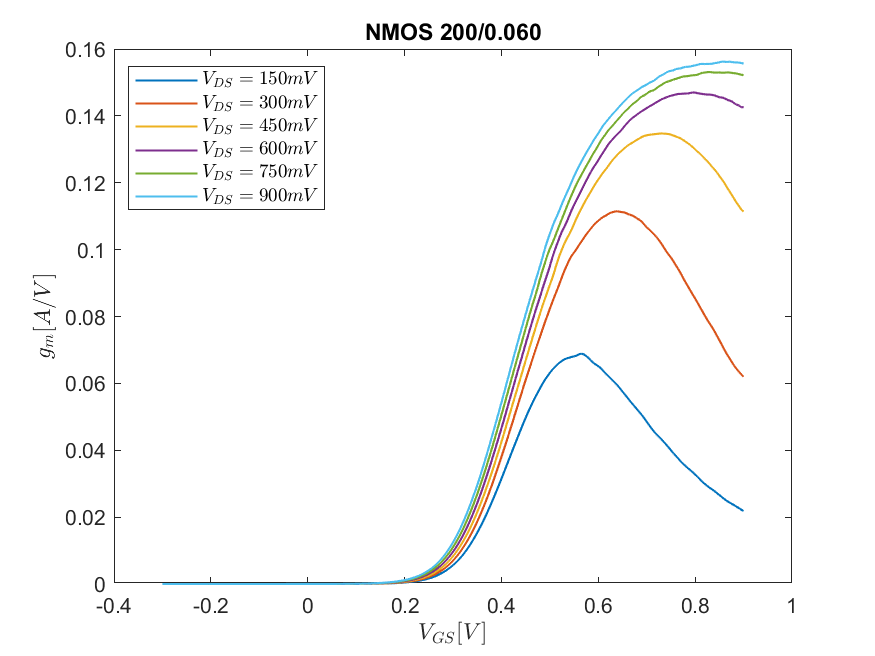 NMOS 200/0.060
0.16
0.14
0.12
0.1
0.08
0.06
0.04
0.02
0
g_m[A/V]
V_DS = 150mV
V_DS = 300mV
V_DS = 450mV
V_DS = 600mV
V_DS = 750mV
V_DS = 900mV
-0.4 -0.2 0 0.2 0.4 0.6 0.8 1
V_GS[V]